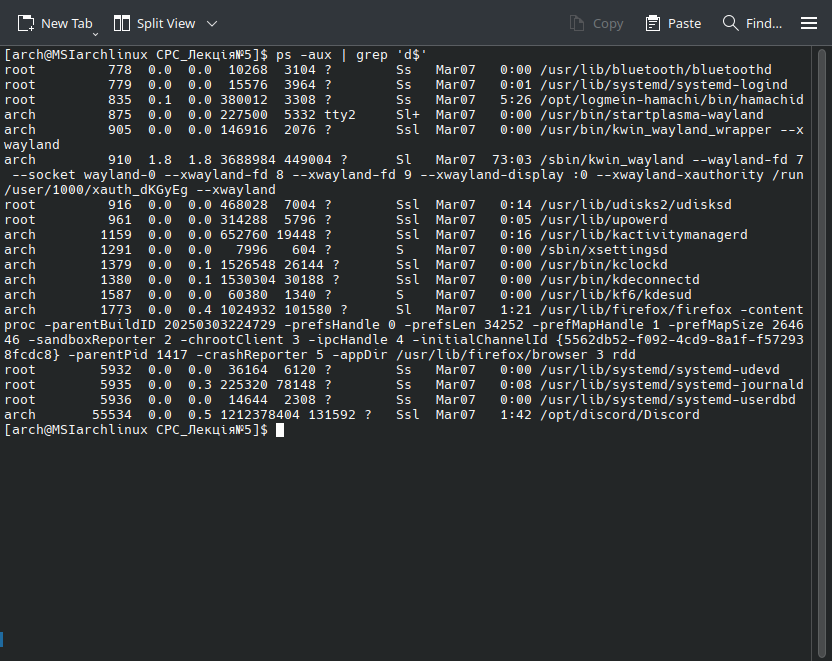 New Tab Split View Copy Paste Find...
[arch@MSIarchlinux СРС_Лекція№5]$ ps -aux | grep 'd$'
root 778 0.0 0.0 10268 3104 ? Ss Mar07 0:00 /usr/lib/bluetooth/bluetoothd
root 779 0.0 0.0 15576 3964 ? Ss Mar07 0:01 /usr/lib/systemd/systemd-logind
root 835 0.1 0.0 380012 3308 ? Ss Mar07 5:26 /opt/logmein-hamachi/bin/hamachid
arch 875 0.0 0.0 227500 5332 tty2 Sl+ Mar07 0:00 /usr/bin/startplasma-wayland
arch 905 0.0 0.0 146916 2076 ? Ssl Mar07 0:00 /usr/bin/kwin_wayland_wrapper --x
wayland
arch 910 1.8 1.8 3688984 449004 ? Sl Mar07 73:03 /sbin/kwin_wayland --wayland-fd 7
--socket wayland-0 --xwayland-fd 8 --xwayland-fd 9 --xwayland-display :0 --xwayland-xauthority /run
/user/1000/xauth_dKGyEg --xwayland
root 916 0.0 0.0 468028 7004 ? Ssl Mar07 0:14 /usr/lib/udisks2/udisksd
root 961 0.0 0.0 314288 5796 ? Ssl Mar07 0:05 /usr/lib/upowerd
arch 1159 0.0 0.0 652760 19448 ? Ssl Mar07 0:16 /usr/lib/kactivitymanagerd
arch 1291 0.0 0.0 7996 604 ? S Mar07 0:00 /sbin/xsettingsd
arch 1379 0.0 0.1 1526548 26144 ? Ssl Mar07 0:00 /usr/bin/kclockd
arch 1380 0.0 0.1 1530304 30188 ? Ssl Mar07 0:00 /usr/bin/kdeconnectd
arch 1587 0.0 0.0 60380 1340 ? S Mar07 0:00 /usr/lib/kf6/kdesud
arch 1773 0.0 0.4 1024932 101580 ? Sl Mar07 1:21 /usr/lib/firefox/firefox -content
proc -parentBuildID 20250303224729 -prefsHandle 0 -prefsLen 34252 -prefMapHandle 1 -prefMapSize 2646
46 -sandboxReporter 2 -chrootClient 3 -ipcHandle 4 -initialChannelId {5562db52-f092-4cd9-8a1f-f57293
8fcdc8} -parentPid 1417 -crashReporter 5 -appDir /usr/lib/firefox/browser 3 rdd
root 5932 0.0 0.0 36164 6120 ? Ss Mar07 0:00 /usr/lib/systemd/systemd-udevd
root 5935 0.0 0.3 225320 78148 ? Ss Mar07 0:08 /usr/lib/systemd/systemd-journald
root 5936 0.0 0.0 14644 2308 ? Ss Mar07 0:00 /usr/lib/systemd/systemd-userdbd
arch 55534 0.0 0.5 1212378404 131592 ? Ssl Mar07 1:42 /opt/discord/Discord
[arch@MSIarchlinux СРС_Лекція№5]$